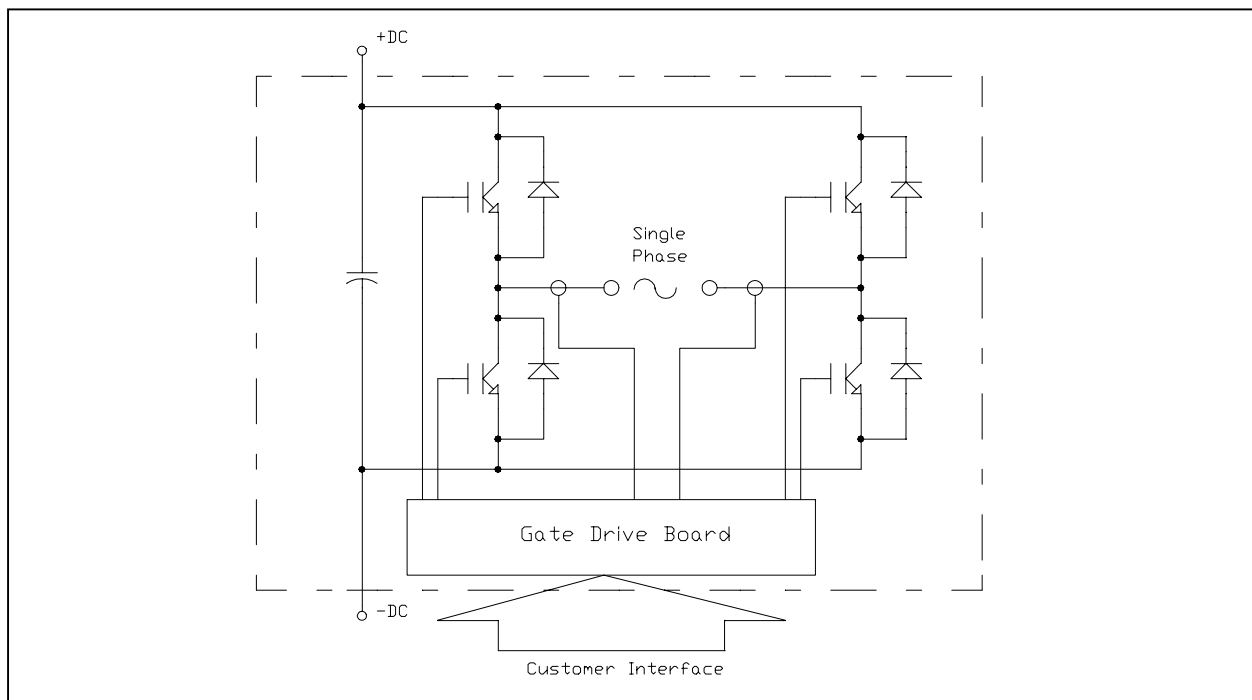 +DC
Single
Phase
Gate Drive Board
-DC
Customer Interface